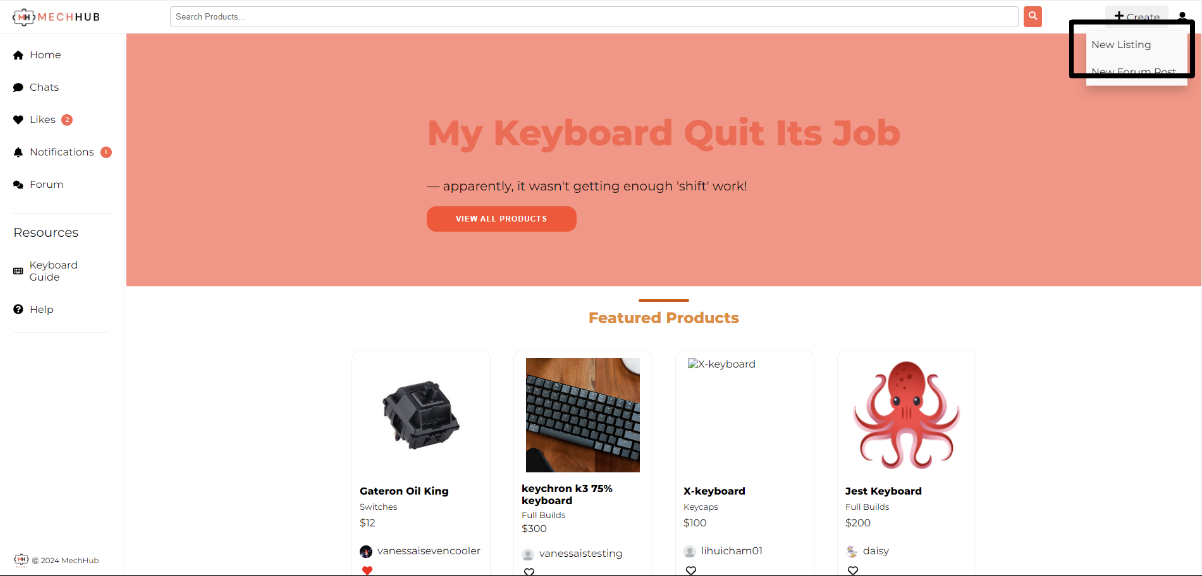 MECHHUB
Search Products...
Create
New Listing
New Forum Post
Home
Chats
Likes 2
Notifications 1
Forum
Resources
Keyboard
Guide
Help
© 2024 MechHub
My Keyboard Quit Its Job
— apparently, it wasn't getting enough 'shift' work!
VIEW ALL PRODUCTS
Featured Products
Gateron Oil King
Switches
$12
vanessaisevencooler
keychron k3 75%
keyboard
Full Builds
$300
vanessaistesting
X-keyboard
X-keyboard
Keycaps
$100
lihuicham01
Jest Keyboard
Full Builds
$200
daisy